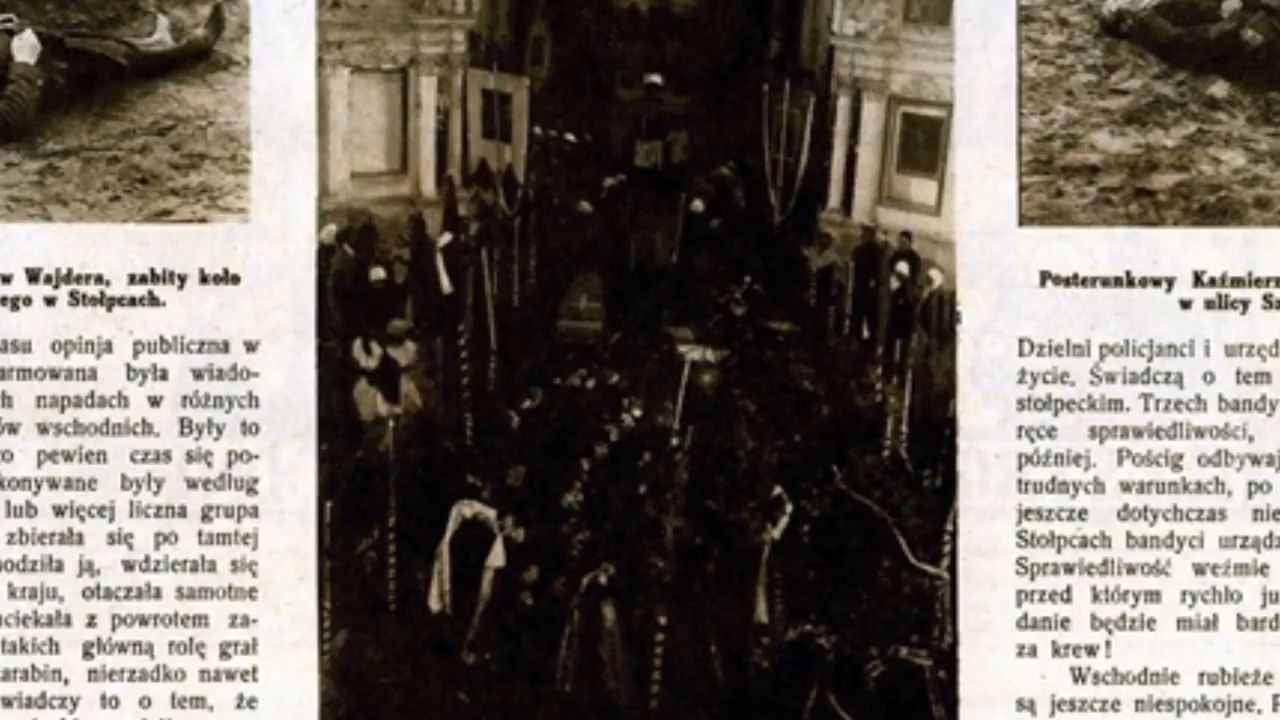 w Wajdera, zabity koło
ego w Stołpcach.
asu opinja publiczna w
armowana była wiado-
h napadach w różnych
ów wschodnich. Były to
o pewien czas się po-
konywane były według
lub więcej liczna grupa
zbierała się po tamtej
hodziła ją, wdzierała się
kraju, otaczała samotne
uciekała z powrotem za-
takich główną rolę grał
arabin, nierzadko nawet
wiadczy to o tem, że
Posterunkowy Kaźmier
w ulicy
Dzielni policjanci i urzęd
życie. Świadczą o tem
stołpeckim. Trzech bandy
ręce sprawiedliwości,
później. Pościg odbywa
trudnych warunkach, po
jeszcze dotychczas nie
Stołpcach bandyci urządz
Sprawiedliwość weźmie
przed którym rychło ju
danie będzie miał bard
za krew!
Wschodnie rubieże
są jeszcze niespokojne,